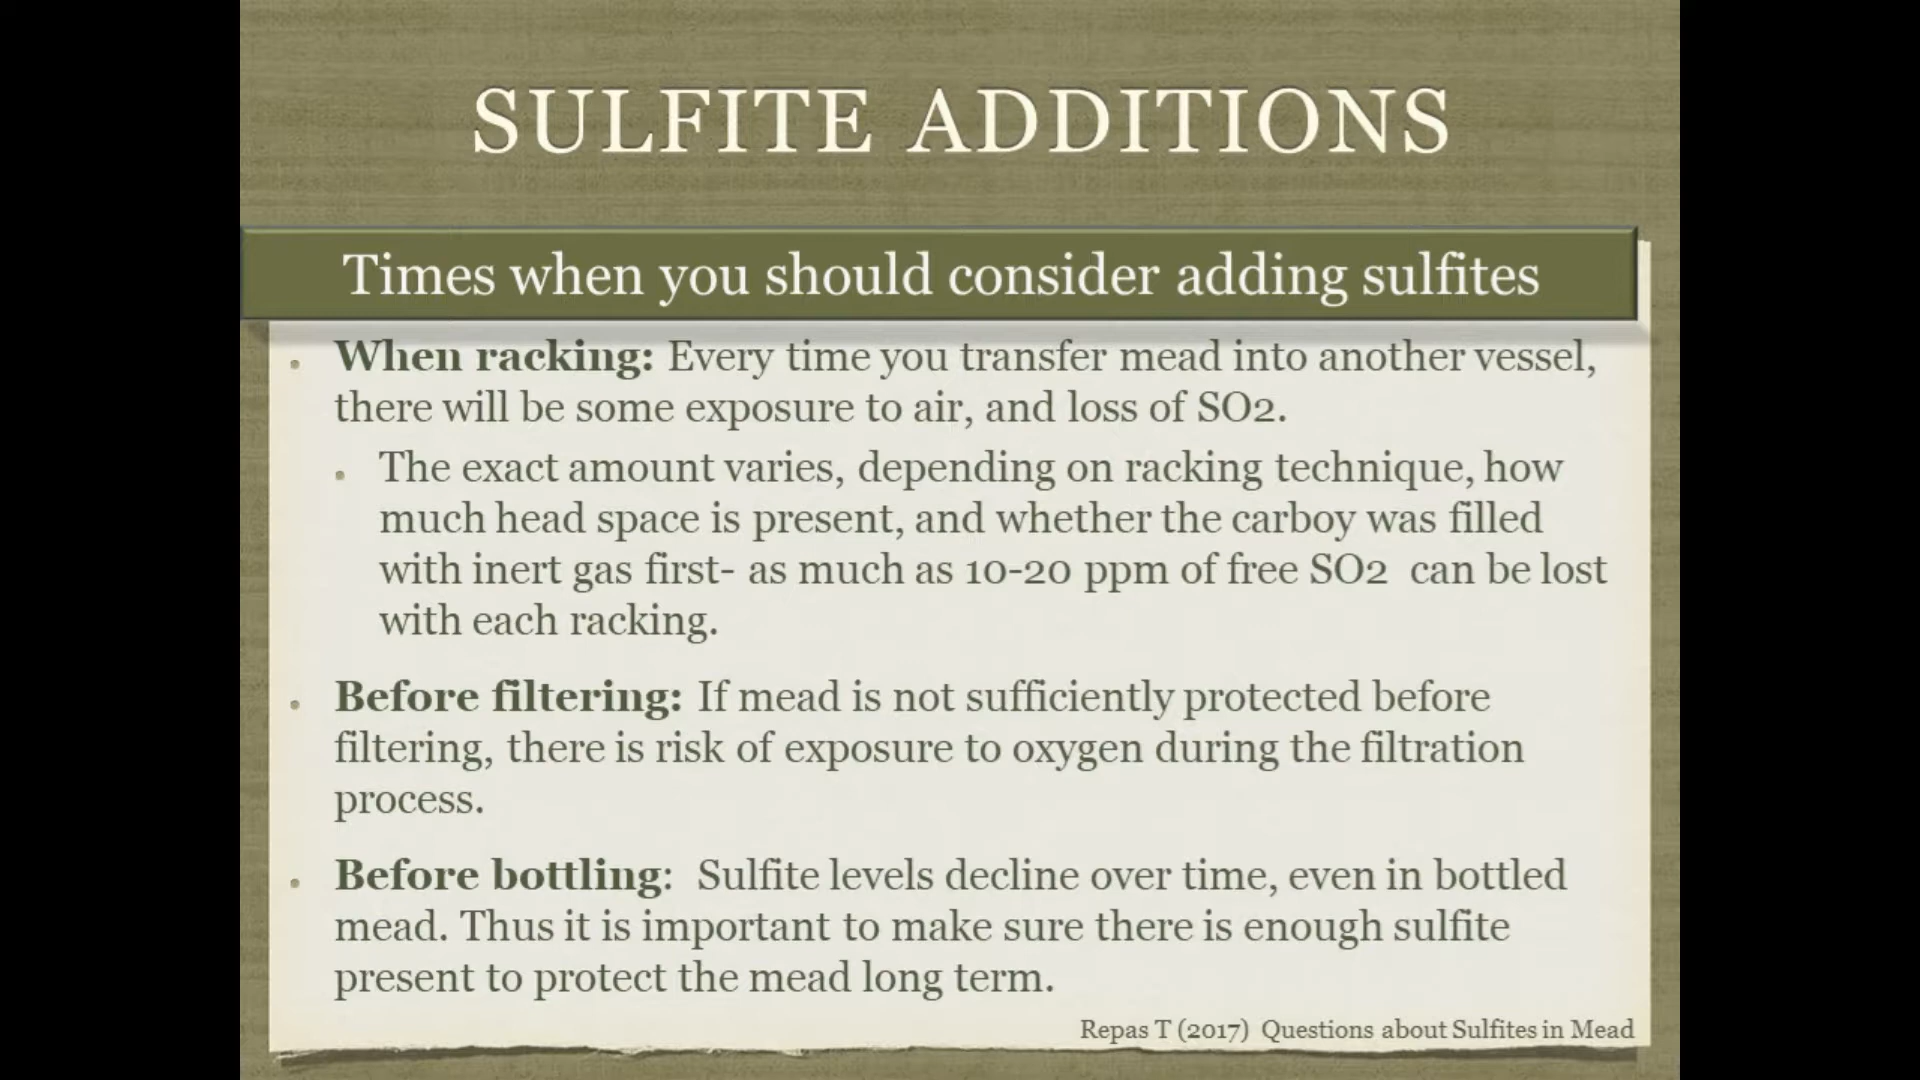 SULFITE ADDITIONS
Times when you should consider adding sulfites
When racking: Every time you transfer mead into another vessel,
there will be some exposure to air, and loss of SO2.
The exact amount varies, depending on racking technique, how
much head space is present, and whether the carboy was filled
with inert gas first- as much as 10-20 ppm of free SO2 can be lost
with each racking.
Before filtering: If mead is not sufficiently protected before
filtering, there is risk of exposure to oxygen during the filtration
process.
Before bottling: Sulfite levels decline over time, even in bottled
mead. Thus it is important to make sure there is enough sulfite
present to protect the mead long term.
Repas T (2017) Questions about Sulfites in Mead